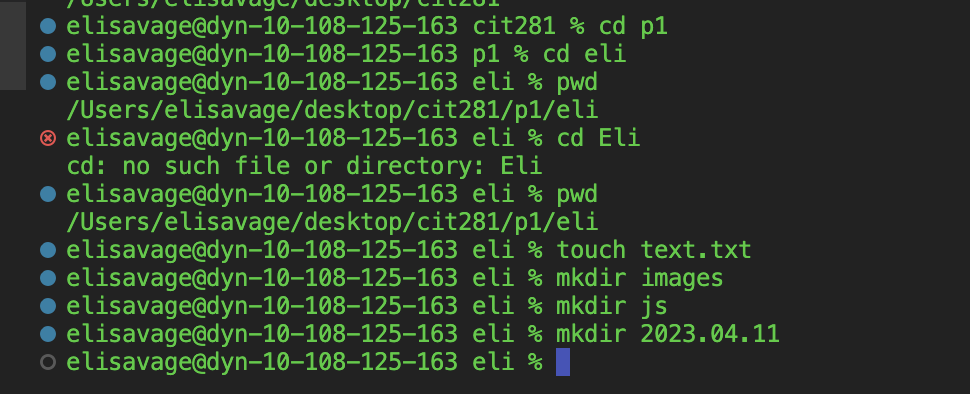 /Users/elisavage/desktop/cit281
elisavage@dyn-10-108-125-163 cit281 % cd p1
elisavage@dyn-10-108-125-163 p1 % cd eli
elisavage@dyn-10-108-125-163 eli % pwd
/Users/elisavage/desktop/cit281/p1/eli
elisavage@dyn-10-108-125-163 eli % cd Eli
cd: no such file or directory: Eli
elisavage@dyn-10-108-125-163 eli % pwd
/Users/elisavage/desktop/cit281/p1/eli
elisavage@dyn-10-108-125-163 eli % touch text.txt
elisavage@dyn-10-108-125-163 eli % mkdir images
elisavage@dyn-10-108-125-163 eli % mkdir js
elisavage@dyn-10-108-125-163 eli % mkdir 2023.04.11
elisavage@dyn-10-108-125-163 eli %